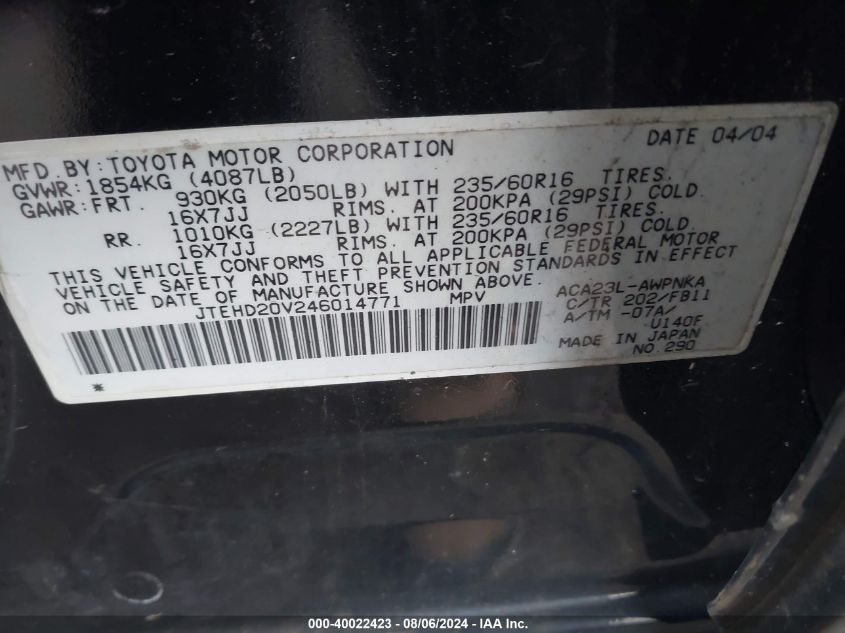 DATE 04/04
MFD.BY:TOYOTA MOTOR CORPORATION
GVWR:1854KG (4087LB)
GAWR:FRT. 930KG (2050LB) WITH 235/60R16 TIRES.
16X7JJ RIMS. AT 200KPA (29PSI) COLD.
RR. 1010KG (2227LB) WITH 235/60R16 TIRES.
16X7JJ RIMS. AT 200KPA (29PSI) COLD.
THIS VEHICLE CONFORMS TO ALL APPLICABLE FEDERAL MOTOR
VEHICLE SAFETY AND THEFT PREVENTION STANDARDS IN EFFECT
ON THE DATE OF MANUFACTURE SHOWN ABOVE.
JTEHD20V246014771 MPV
ACA23L-AWPNKA
C/TR 202/FB11
A/TM -07A/
U140F
MADE IN JAPAN
NO.290
*
000-40022423 - 08/06/2024 - © IAA Holdings, LLC, Inc.